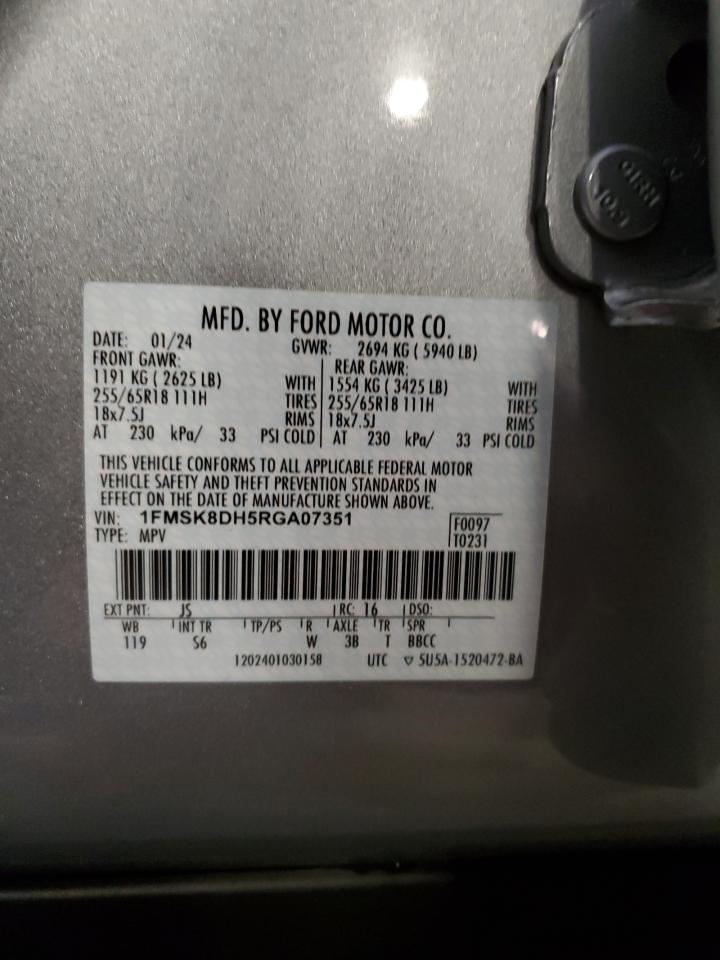 MFD. BY FORD MOTOR CO.
DATE: 01/24 GVWR: 2694 KG ( 5940 LB)
FRONT GAWR: REAR GAWR:
1191 KG ( 2625 LB) WITH 1554 KG ( 3425 LB) WITH
255/65R18 111H TIRES 255/65R18 111H TIRES
18x7.5J RIMS 18x7.5J RIMS
AT 230 kPa/ 33 PSI COLD AT 230 kPa/ 33 PSI COLD
THIS VEHICLE CONFORMS TO ALL APPLICABLE FEDERAL MOTOR
VEHICLE SAFETY AND THEFT PREVENTION STANDARDS IN
EFFECT ON THE DATE OF MANUFACTURE SHOWN ABOVE.
VIN: 1FMSK8DH5RGA07351 F0097
TYPE: MPV T0231
EXT PNT: JS RC: 16 DSO:
WB INT TR TP/PS R AXLE TR SPR
119 S6 W 3B T BBCC
1202401030158 UTC ▽ 5U5A-1520472-BA
10.9